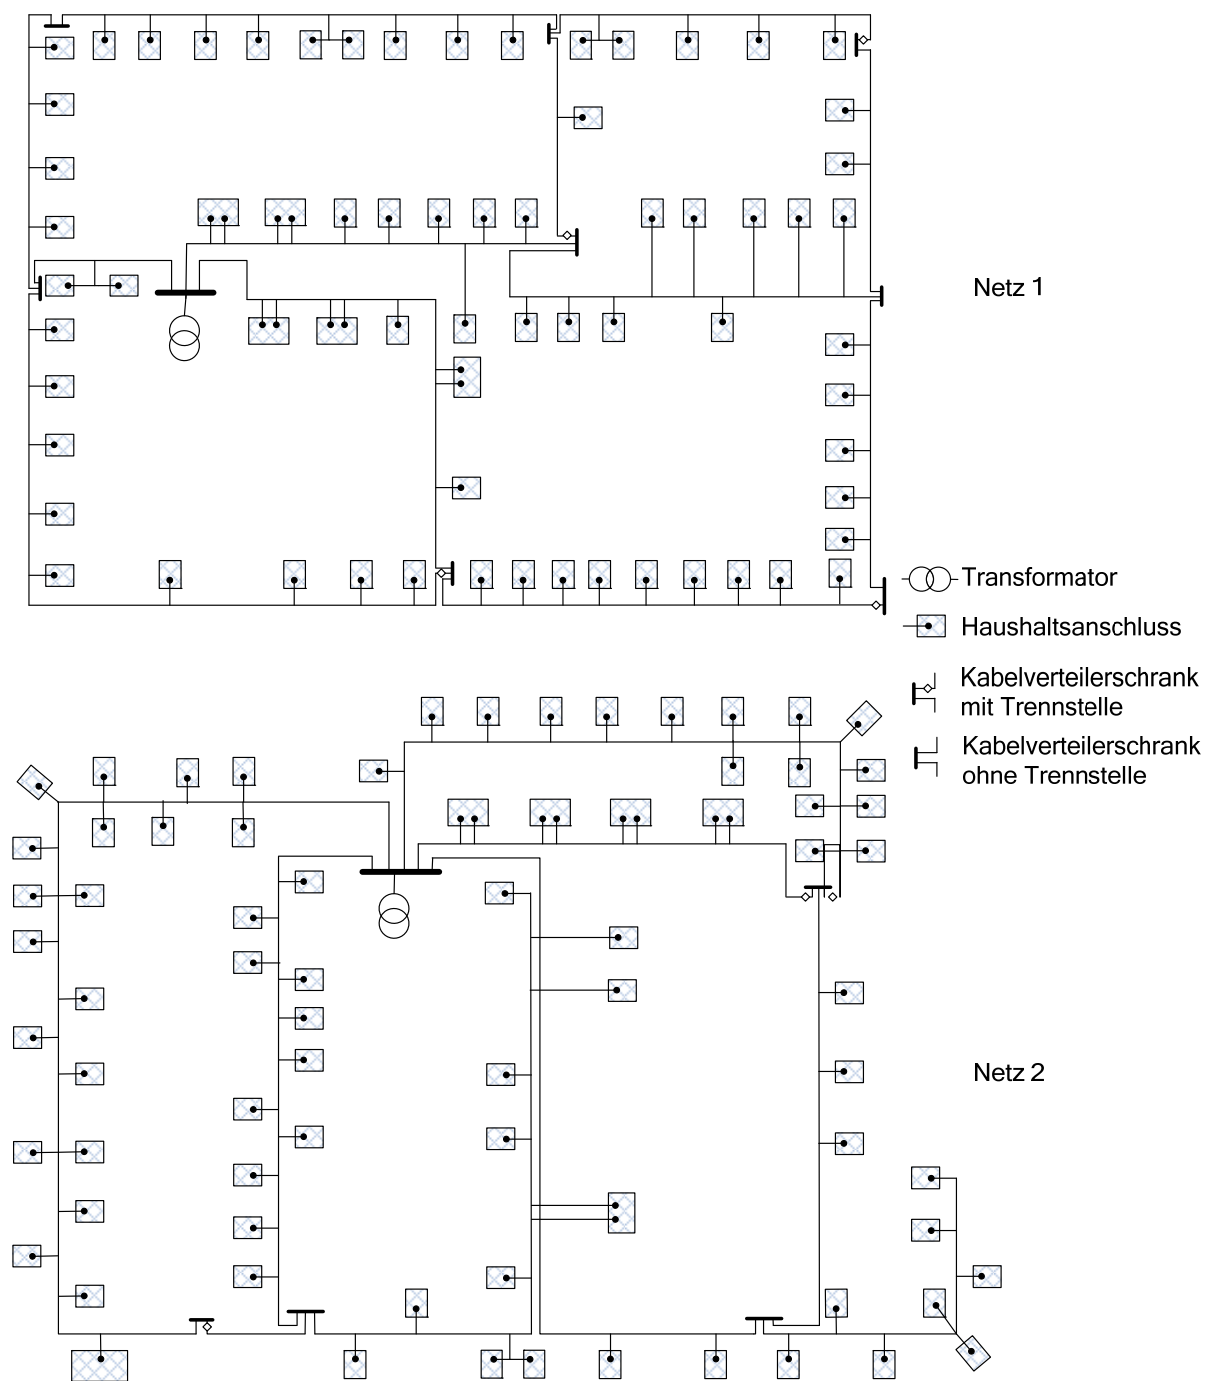 Netz 1
Transformator
Haushaltsanschluss
Kabelverteilerschrank
mit Trennstelle
Kabelverteilerschrank
ohne Trennstelle
Netz 2